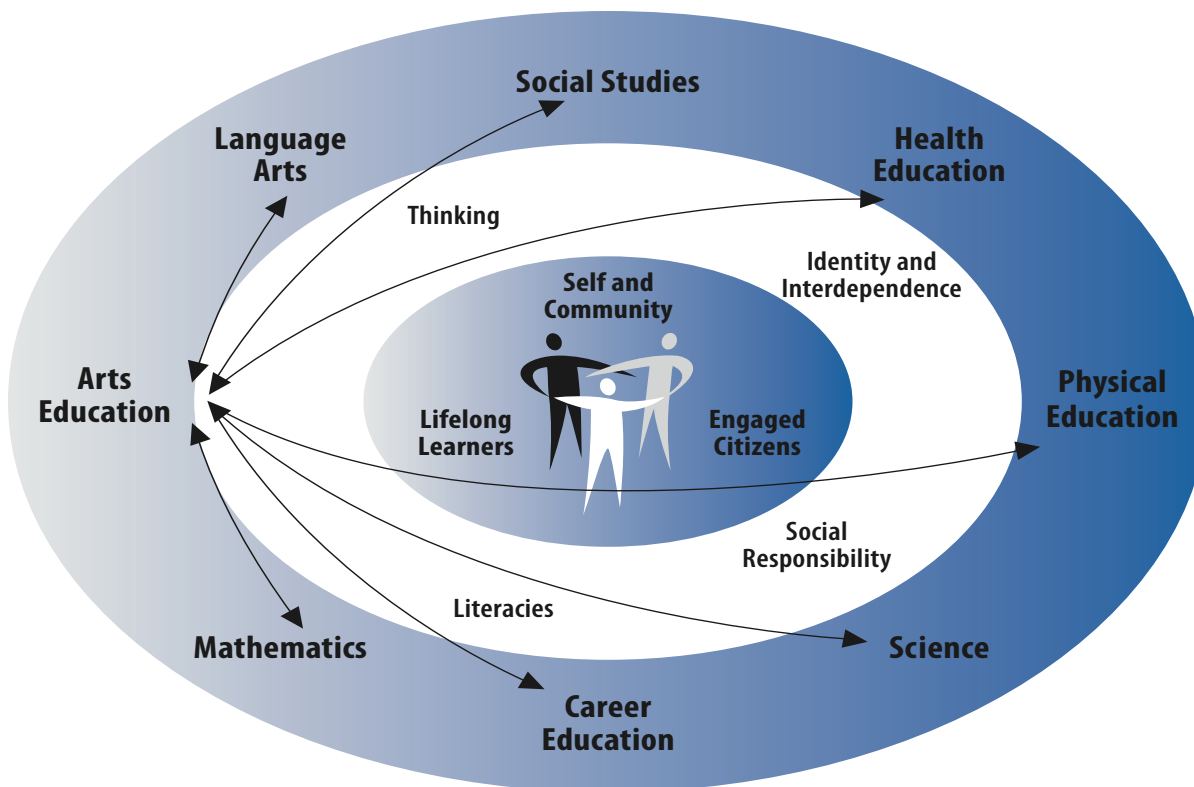 Social Studies
Language
Arts
Health
Education
Thinking
Identity and
Interdependence
Self and
Community
Arts
Education
Lifelong
Learners
Engaged
Citizens
Physical
Education
Social
Responsibility
Literacies
Mathematics
Science
Career
Education